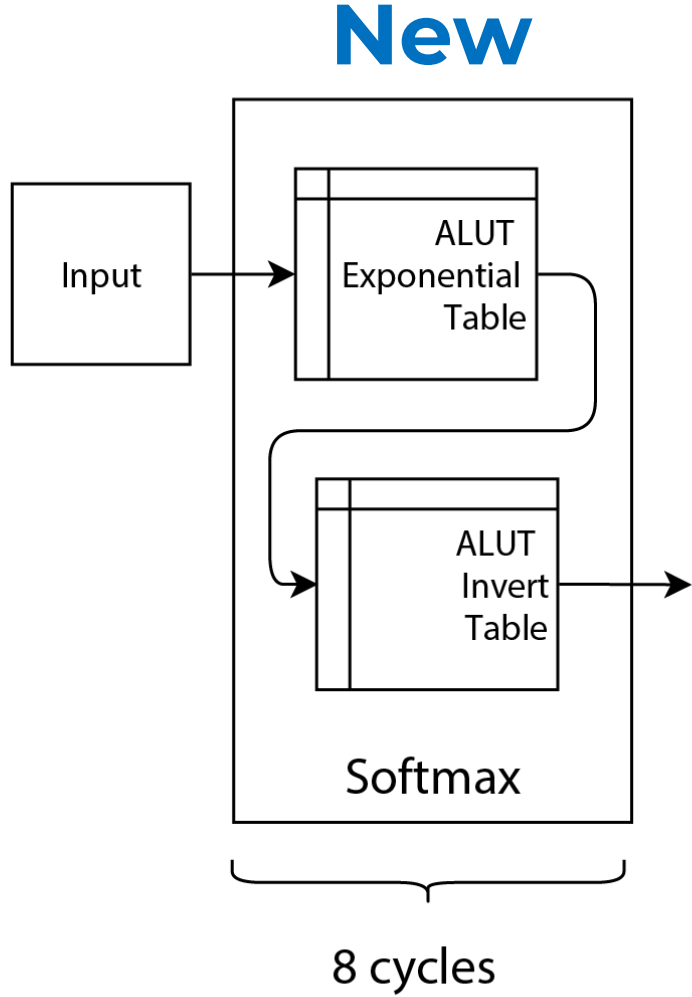 New
Input
ALUT
Exponential
Table
ALUT
Invert
Table
Softmax
8 cycles